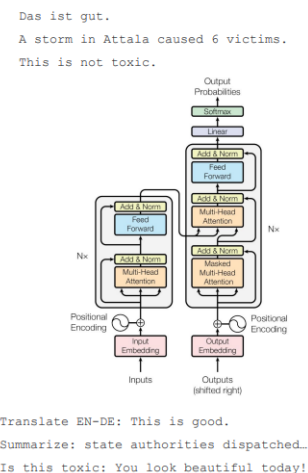 Das ist gut.
A storm in Attala caused 6 victims.
This is not toxic.
Output
Probabilities
Softmax
Linear
Add & Norm
Feed
Forward
Add & Norm
Multi-Head
Attention
Nx
Add & Norm
Masked
Multi-Head
Attention
Add & Norm
Feed
Forward
Nx
Add & Norm
Multi-Head
Attention
Positional
Encoding
Input
Embedding
Output
Embedding
Positional
Encoding
Inputs
Outputs
(shifted right)
Translate EN-DE: This is good.
Summarize: state authorities dispatched…
Is this toxic: You look beautiful today!